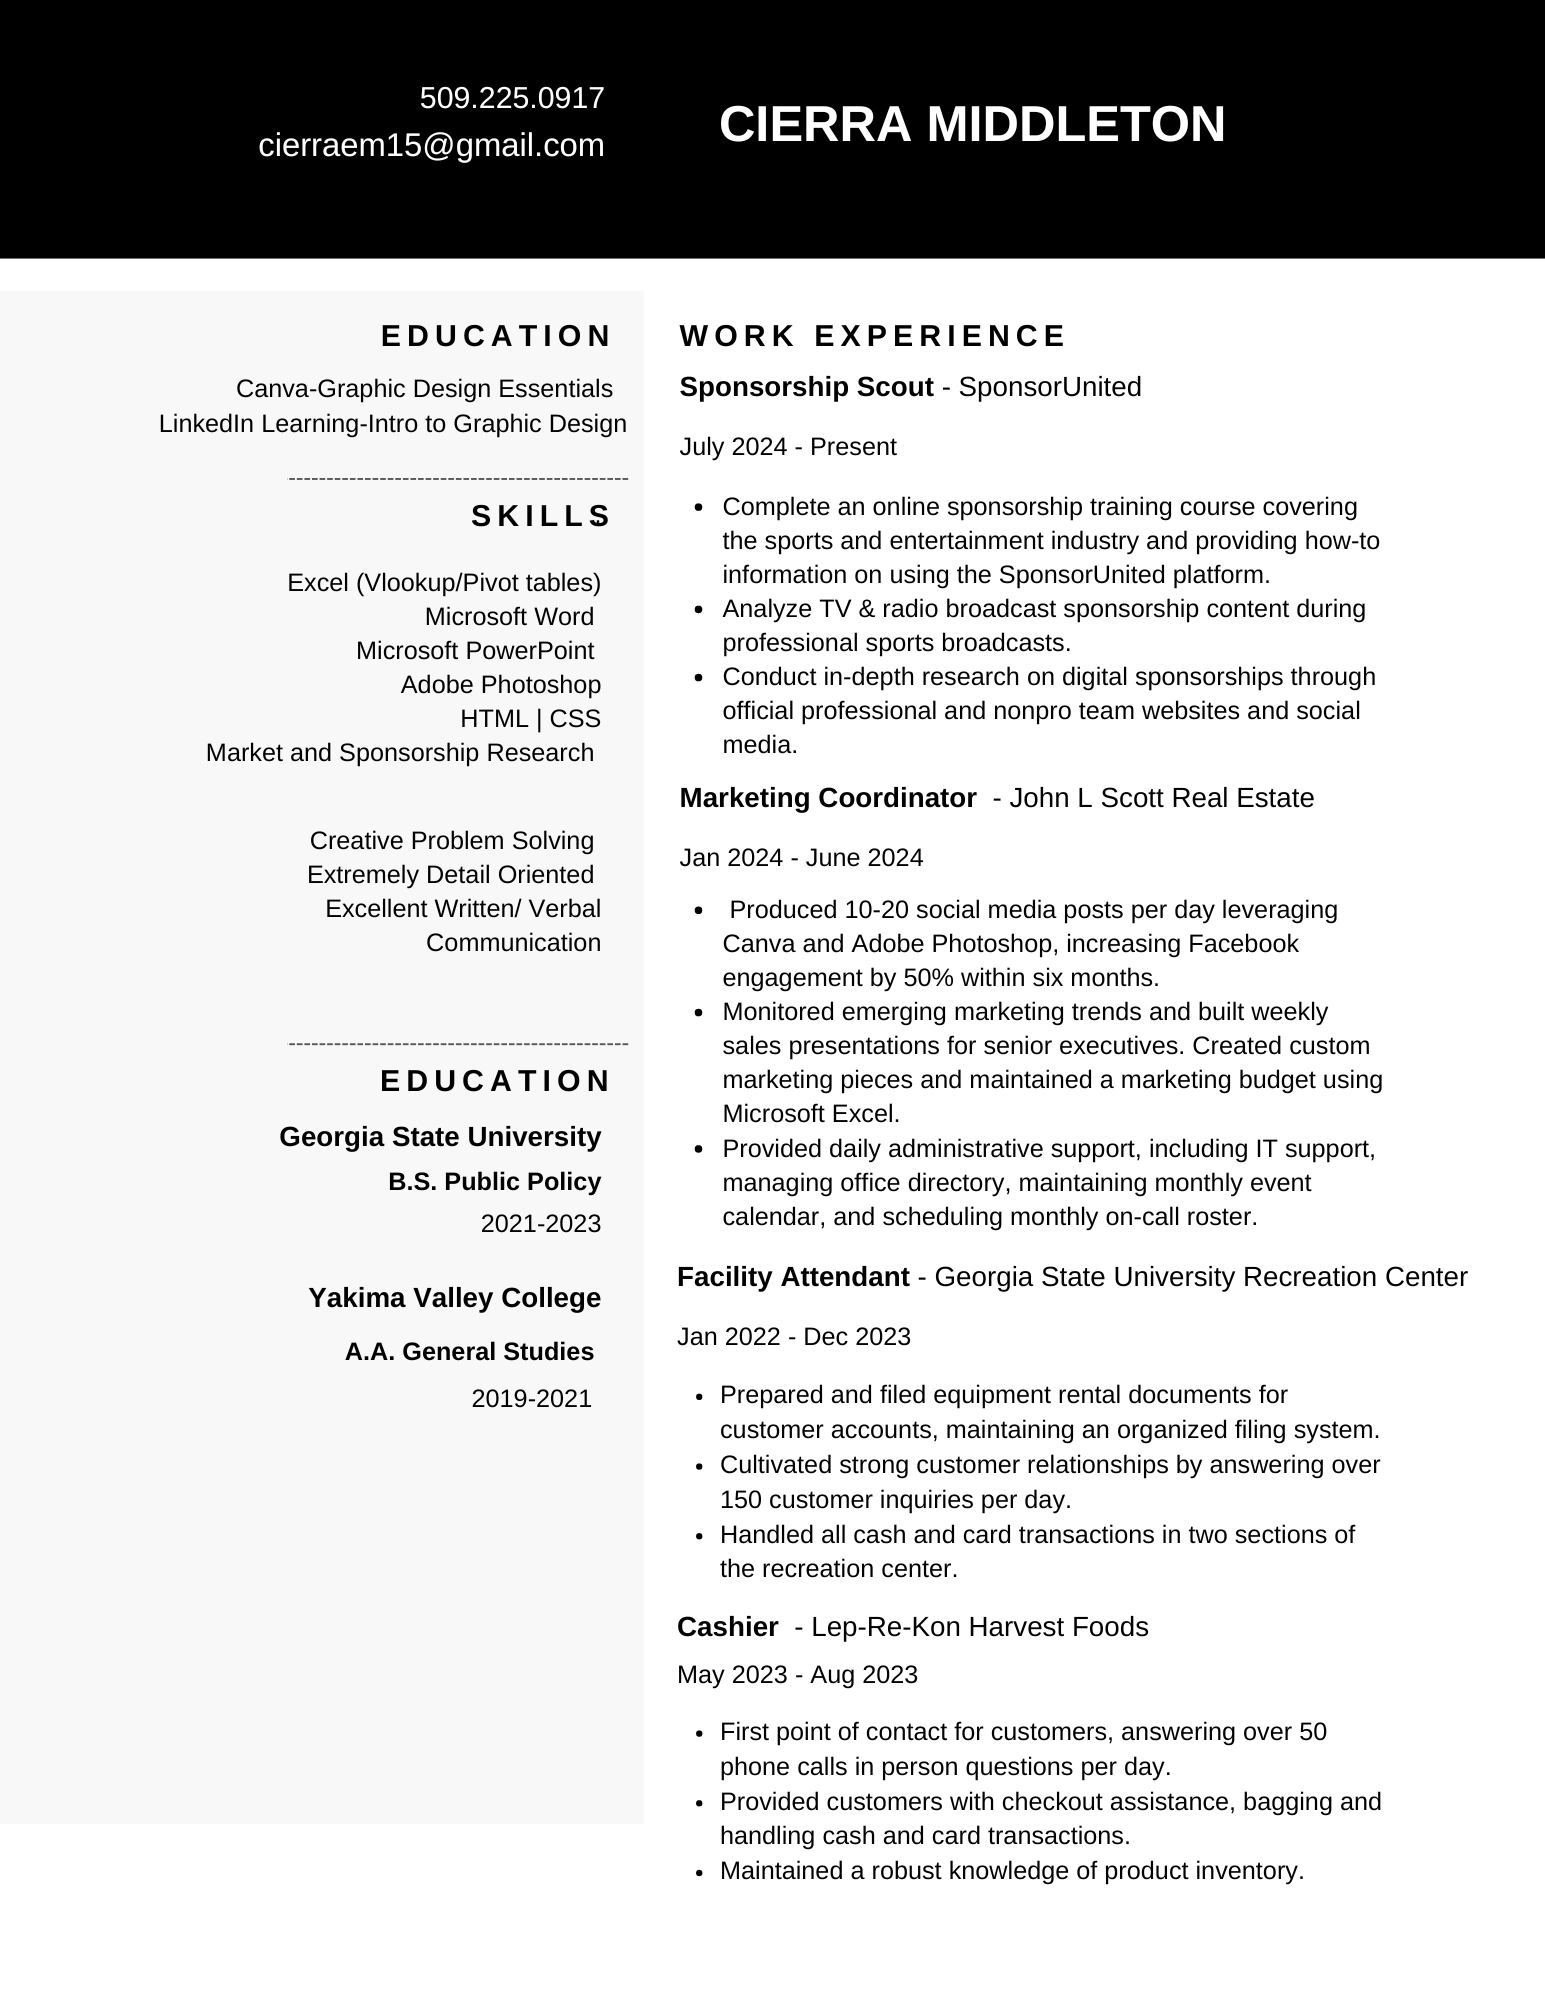 509.225.0917
cierraem15@gmail.com
CIERRA MIDDLETON
EDUCATION
Canva-Graphic Design Essentials
LinkedIn Learning-Intro to Graphic Design
---------------------------------------------
SKILLS
Excel (Vlookup/Pivot tables)
Microsoft Word
Microsoft PowerPoint
Adobe Photoshop
HTML | CSS
Market and Sponsorship Research
Creative Problem Solving
Extremely Detail Oriented
Excellent Written/ Verbal
Communication
---------------------------------------------
EDUCATION
Georgia State University
B.S. Public Policy
2021-2023
Yakima Valley College
A.A. General Studies
2019-2021
WORK EXPERIENCE
Sponsorship Scout - SponsorUnited
July 2024 - Present
• Complete an online sponsorship training course covering
the sports and entertainment industry and providing how-to
information on using the SponsorUnited platform.
• Analyze TV & radio broadcast sponsorship content during
professional sports broadcasts.
• Conduct in-depth research on digital sponsorships through
official professional and nonpro team websites and social
media.
Marketing Coordinator - John L Scott Real Estate
Jan 2024 - June 2024
• Produced 10-20 social media posts per day leveraging
Canva and Adobe Photoshop, increasing Facebook
engagement by 50% within six months.
• Monitored emerging marketing trends and built weekly
sales presentations for senior executives. Created custom
marketing pieces and maintained a marketing budget using
Microsoft Excel.
• Provided daily administrative support, including IT support,
managing office directory, maintaining monthly event
calendar, and scheduling monthly on-call roster.
Facility Attendant - Georgia State University Recreation Center
Jan 2022 - Dec 2023
• Prepared and filed equipment rental documents for
customer accounts, maintaining an organized filing system.
• Cultivated strong customer relationships by answering over
150 customer inquiries per day.
• Handled all cash and card transactions in two sections of
the recreation center.
Cashier - Lep-Re-Kon Harvest Foods
May 2023 - Aug 2023
• First point of contact for customers, answering over 50
phone calls in person questions per day.
• Provided customers with checkout assistance, bagging and
handling cash and card transactions.
• Maintained a robust knowledge of product inventory.